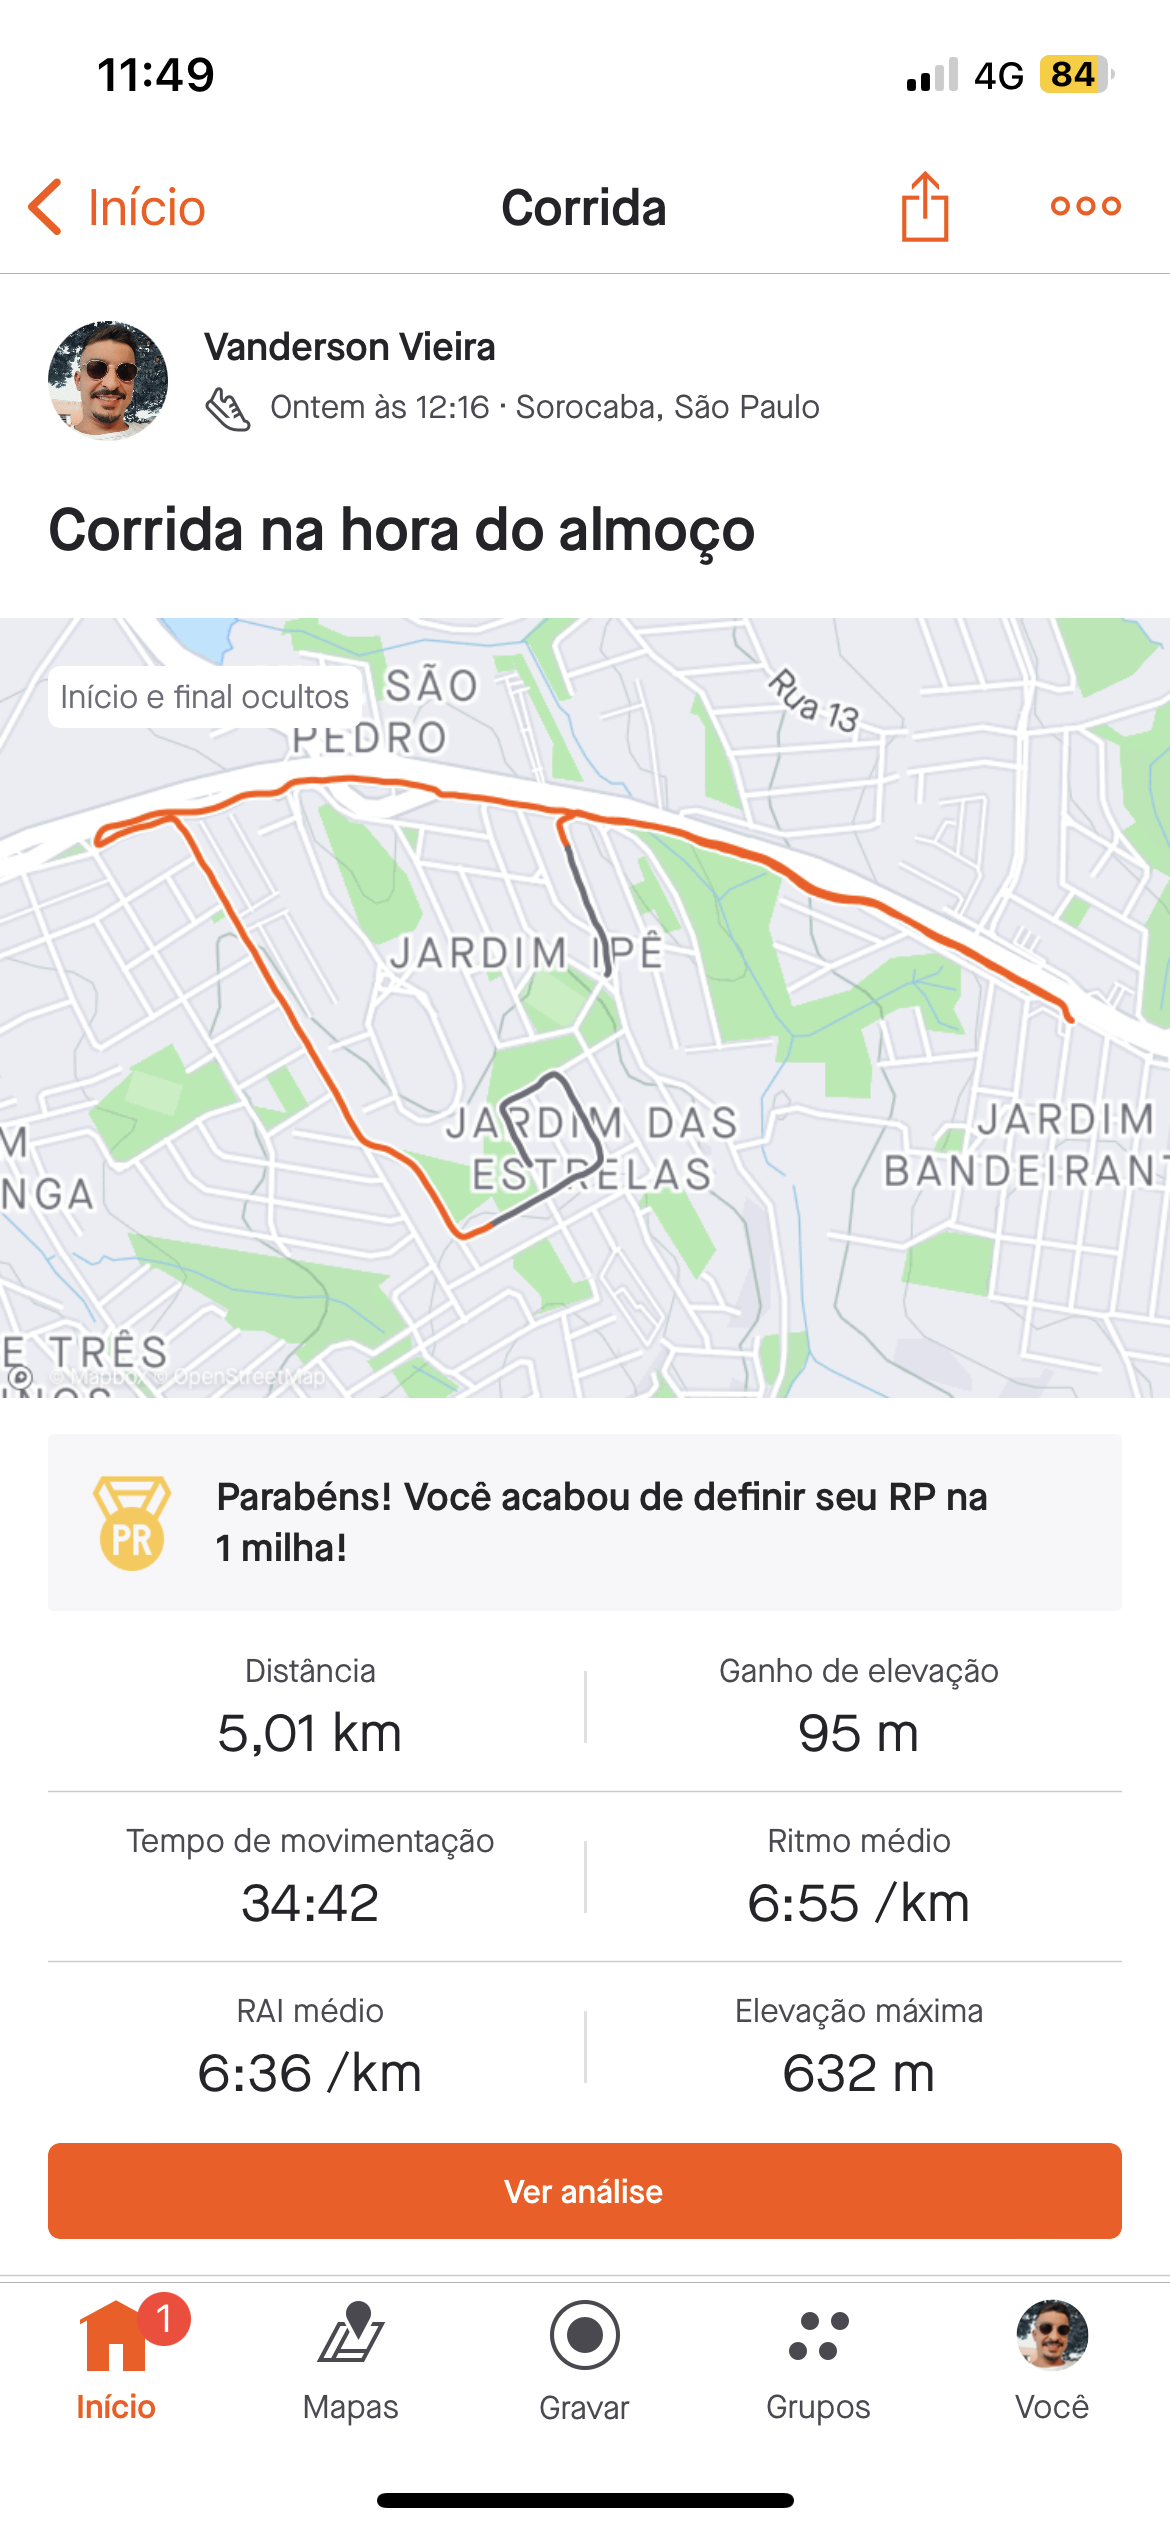 11:49
4G 84
Início
Corrida
Vanderson Vieira
Ontem às 12:16 · Sorocaba, São Paulo
Corrida na hora do almoço
Início e final ocultos
SÃO
PEDRO
Rua 13
JARDIM IPÊ
JARDIM DAS
ESTRELAS
JARDIM
BANDEIRANT
M
NGA
E TRÊS
© Mapbox © OpenStreetMap
PR
Parabéns! Você acabou de definir seu RP na
1 milha!
Distância
5,01 km
Ganho de elevação
95 m
Tempo de movimentação
34:42
Ritmo médio
6:55 /km
RAI médio
6:36 /km
Elevação máxima
632 m
Ver análise
1
Início
Mapas
Gravar
Grupos
Você